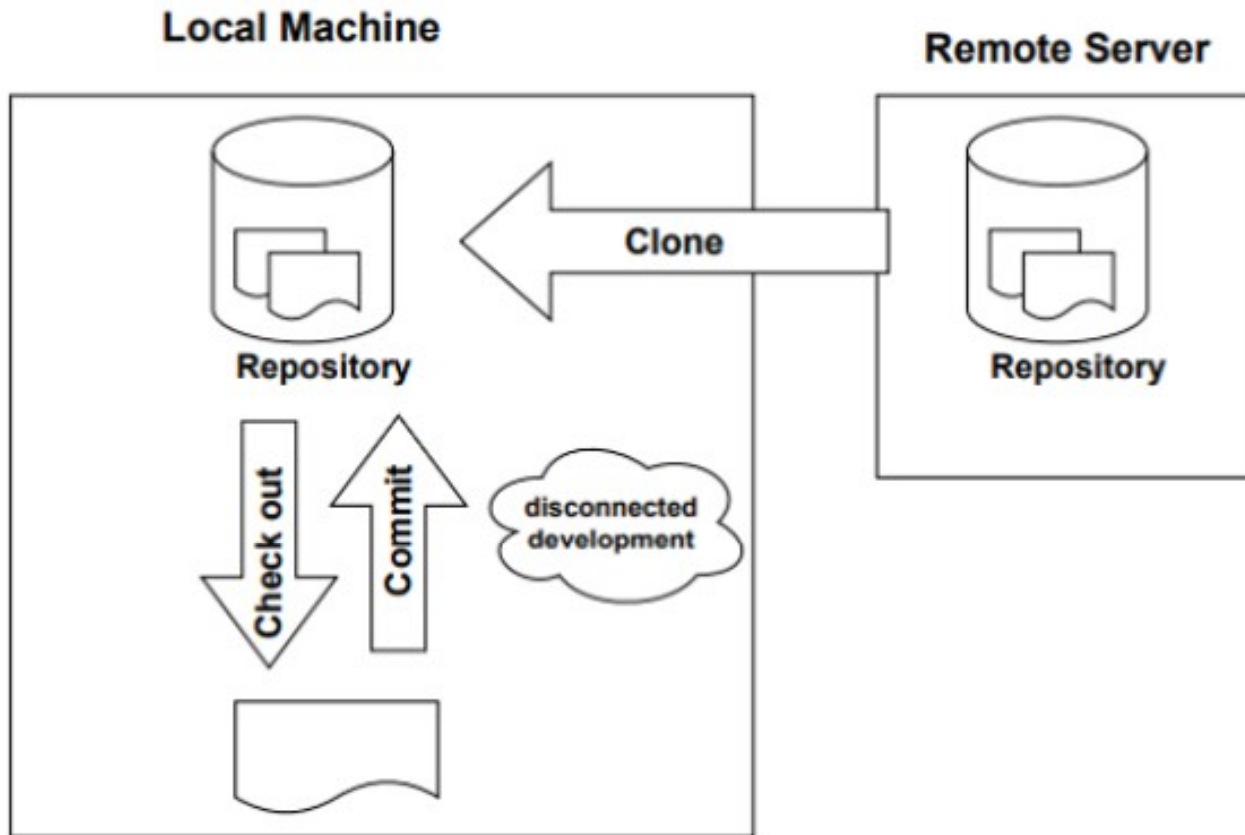 Local Machine
Remote Server
Clone
Repository
Repository
Check out
Commit
disconnected
development